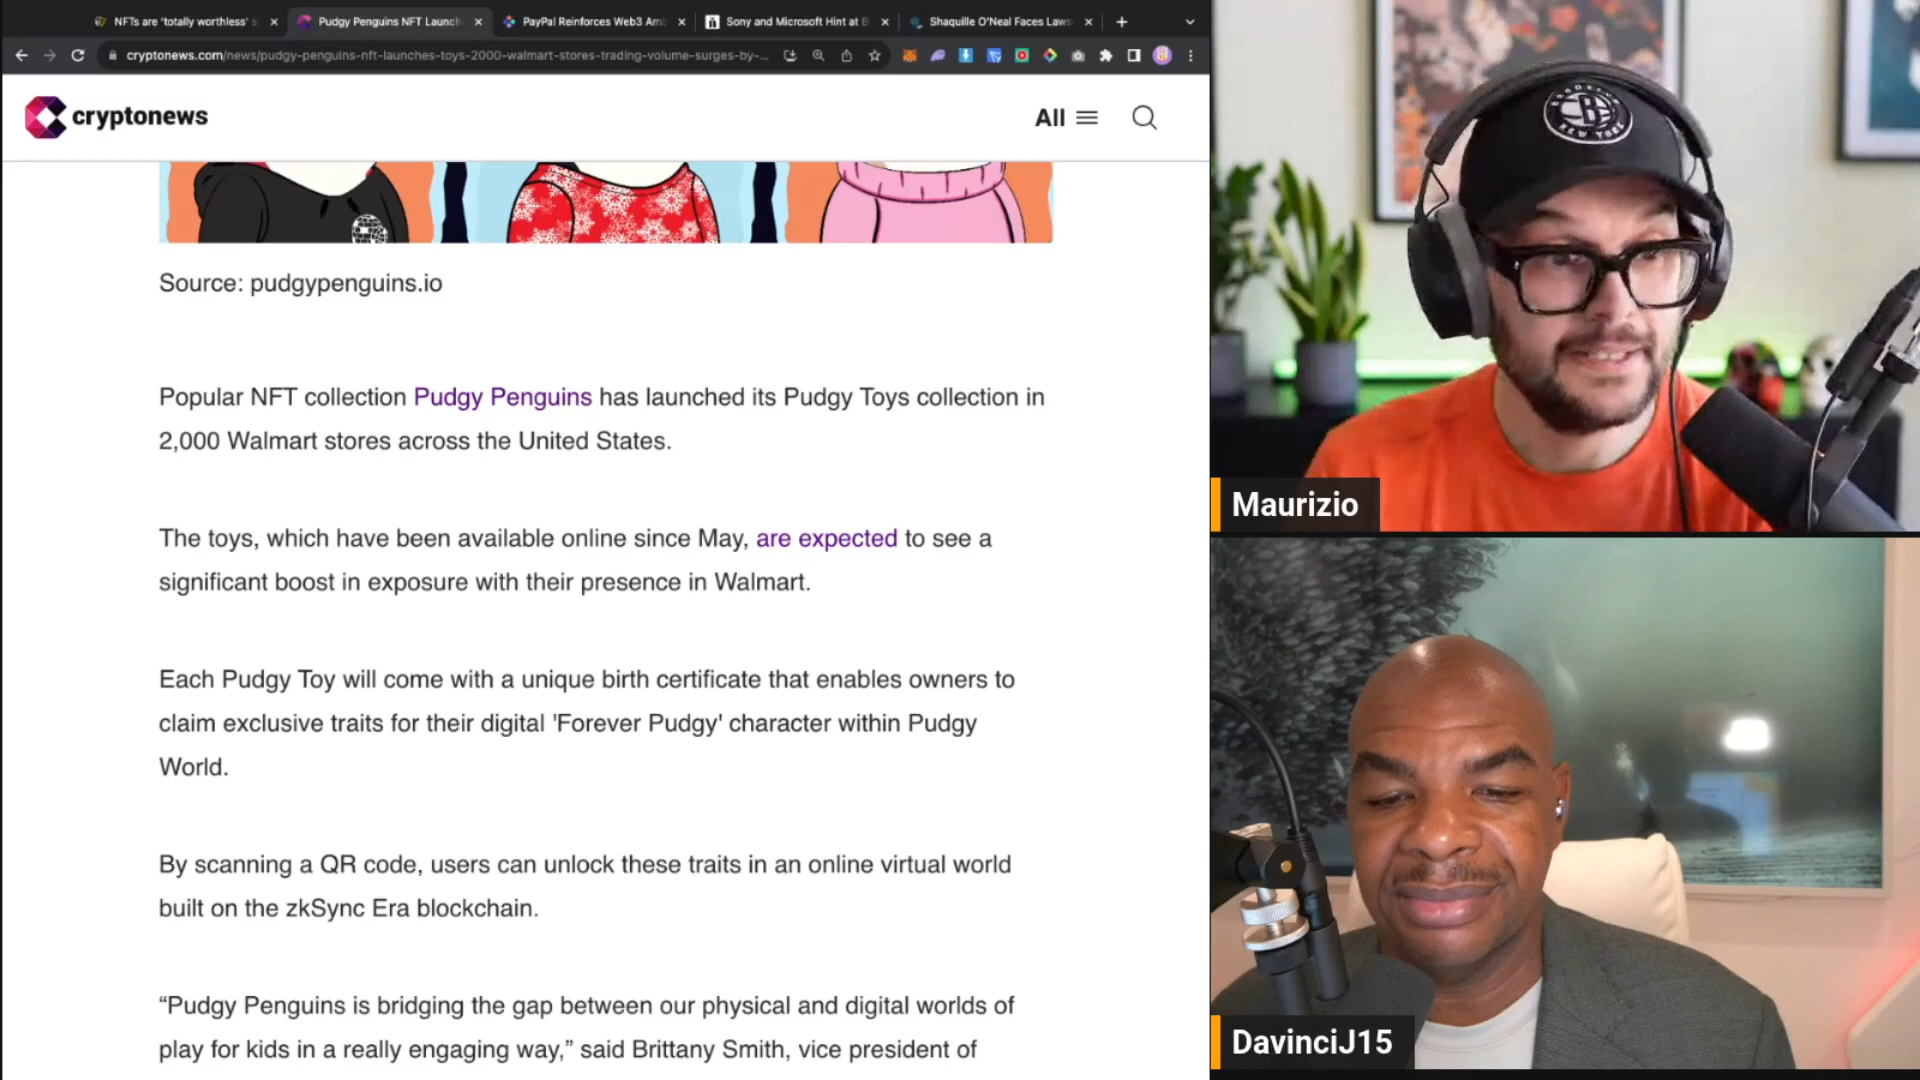 NFTs are 'totally worthless'
Pudgy Penguins NFT Launch
PayPal Reinforces Web3 Am
Sony and Microsoft Hint at
Shaquille O'Neal Faces Laws
cryptonews.com/news/pudgy-penguins-nft-launches-toys-2000-walmart-stores-trading-volume-surges-by-...
cryptonews
All
Source: pudgypenguins.io
Popular NFT collection Pudgy Penguins has launched its Pudgy Toys collection in
2,000 Walmart stores across the United States.
The toys, which have been available online since May, are expected to see a
significant boost in exposure with their presence in Walmart.
Each Pudgy Toy will come with a unique birth certificate that enables owners to
claim exclusive traits for their digital 'Forever Pudgy' character within Pudgy
World.
By scanning a QR code, users can unlock these traits in an online virtual world
built on the zkSync Era blockchain.
“Pudgy Penguins is bridging the gap between our physical and digital worlds of
play for kids in a really engaging way,” said Brittany Smith, vice president of
BROOKLYN
B
NEW YORK
Maurizio
DavinciJ15